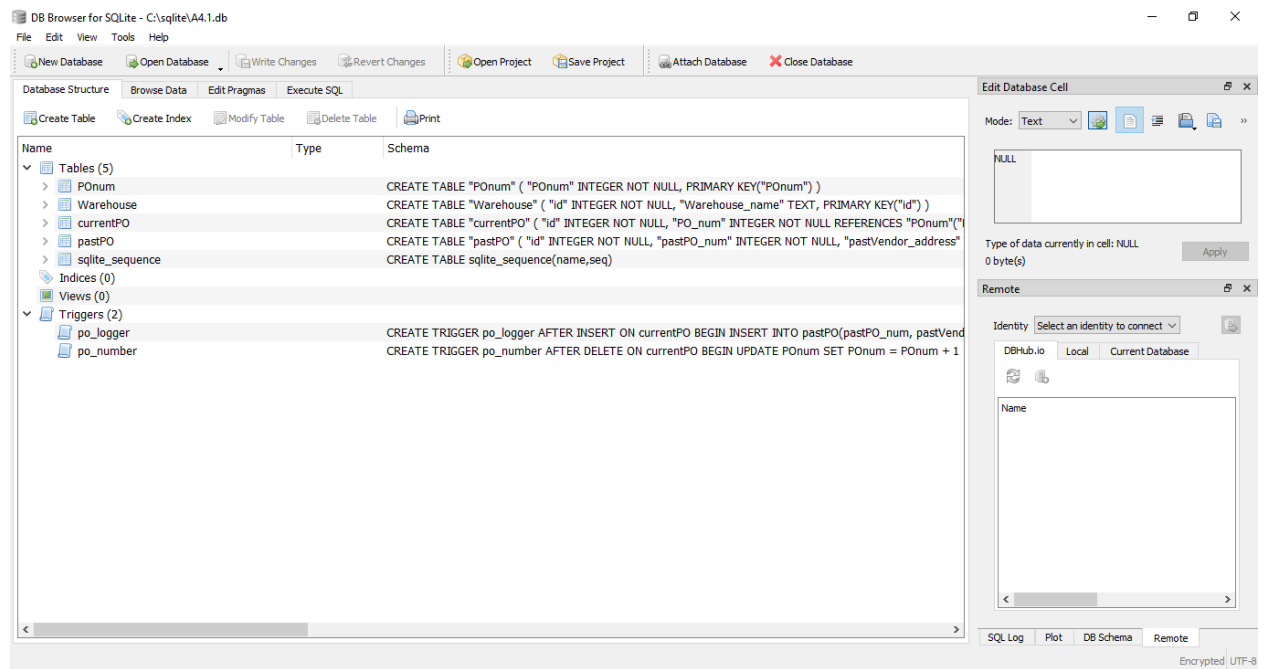 DB Browser for SQLite - C:\sqlite\A4.1.db
File Edit View Tools Help
New Database Open Database Write Changes Revert Changes Open Project Save Project Attach Database Close Database
Database Structure Browse Data Edit Pragmas Execute SQL
Create Table Create Index Modify Table Delete Table Print
Name Type Schema
Tables (5)
POnum CREATE TABLE "POnum" ( "POnum" INTEGER NOT NULL, PRIMARY KEY("POnum") )
Warehouse CREATE TABLE "Warehouse" ( "id" INTEGER NOT NULL, "Warehouse_name" TEXT, PRIMARY KEY("id") )
currentPO CREATE TABLE "currentPO" ( "id" INTEGER NOT NULL, "PO_num" INTEGER NOT NULL REFERENCES "POnum"("
pastPO CREATE TABLE "pastPO" ( "id" INTEGER NOT NULL, "pastPO_num" INTEGER NOT NULL, "pastVendor_address"
sqlite_sequence CREATE TABLE sqlite_sequence(name,seq)
Indices (0)
Views (0)
Triggers (2)
po_logger CREATE TRIGGER po_logger AFTER INSERT ON currentPO BEGIN INSERT INTO pastPO(pastPO_num, pastVend
po_number CREATE TRIGGER po_number AFTER DELETE ON currentPO BEGIN UPDATE POnum SET POnum = POnum + 1
Edit Database Cell
Mode: Text
NULL
Type of data currently in cell: NULL
0 byte(s)
Apply
Remote
Identity Select an identity to connect
DBHub.io Local Current Database
Name
SQL Log Plot DB Schema Remote
Encrypted UTF-8